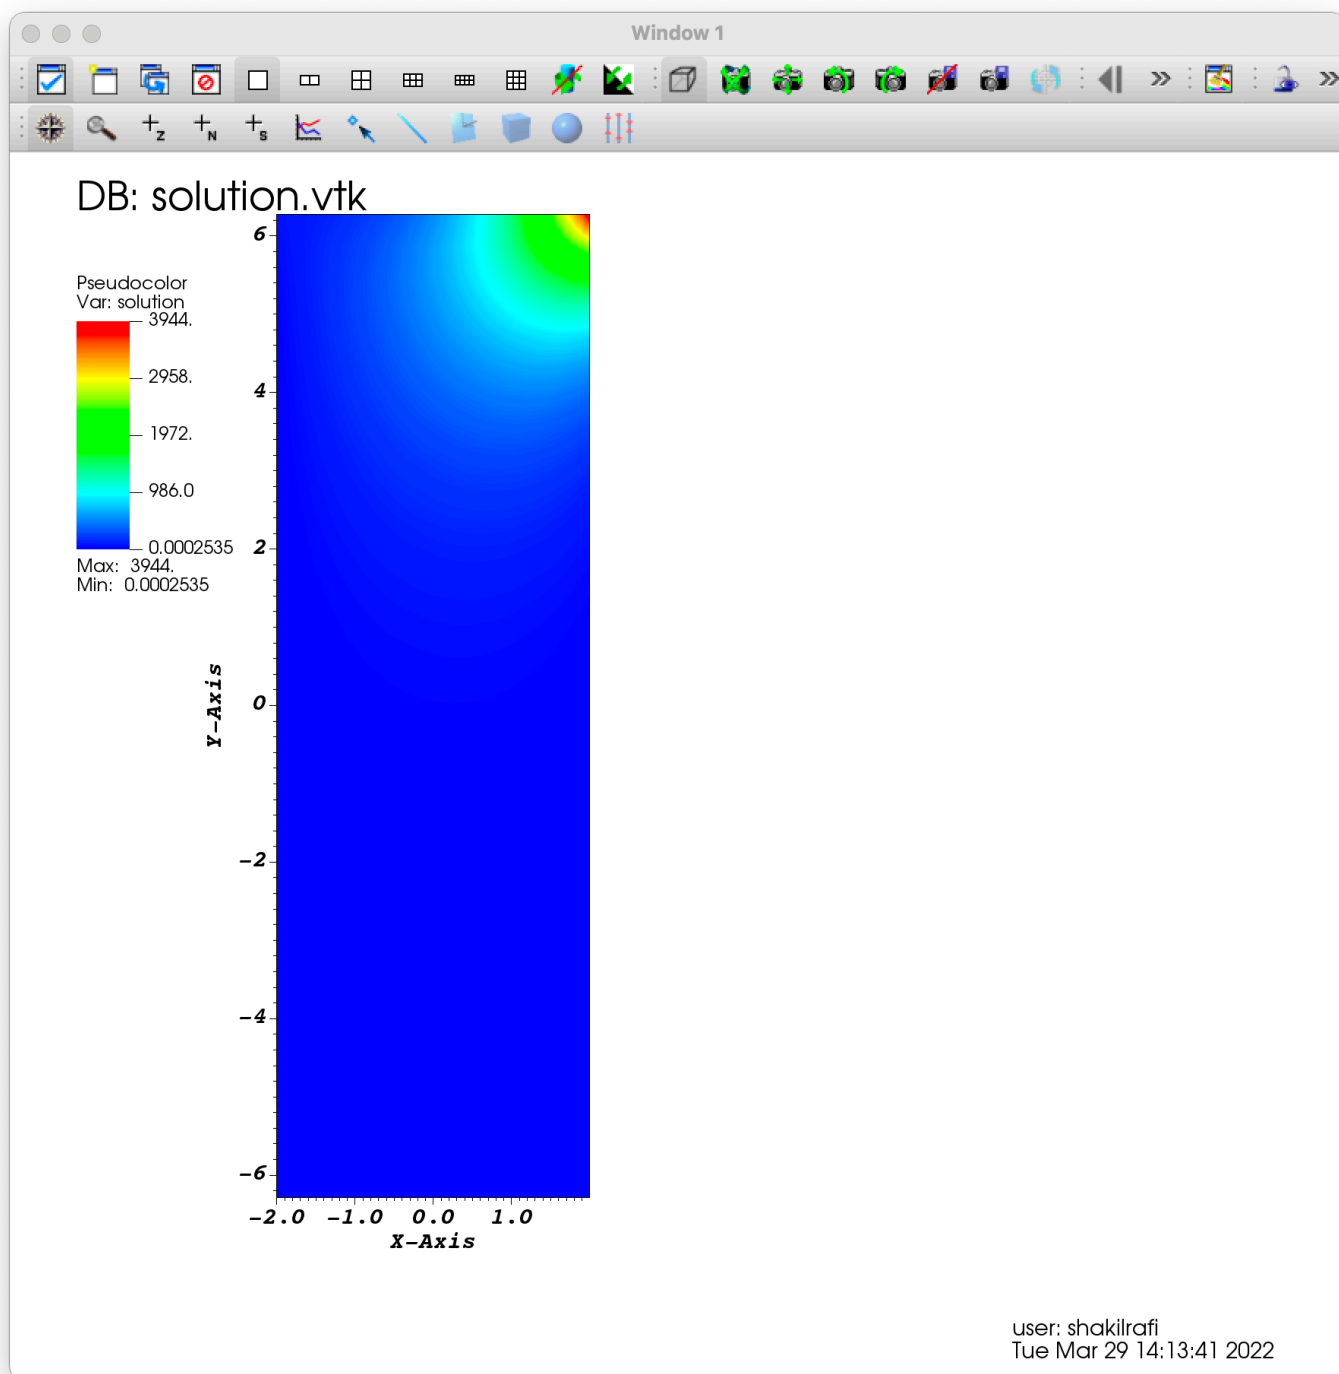 Window 1
DB: solution.vtk
Pseudocolor
Var: solution
3944.
2958.
1972.
986.0
0.0002535
Max: 3944.
Min: 0.0002535
6
4
2
0
-2
-4
-6
Y-Axis
-2.0 -1.0 0.0 1.0
X-Axis
user: shakilrafi
Tue Mar 29 14:13:41 2022